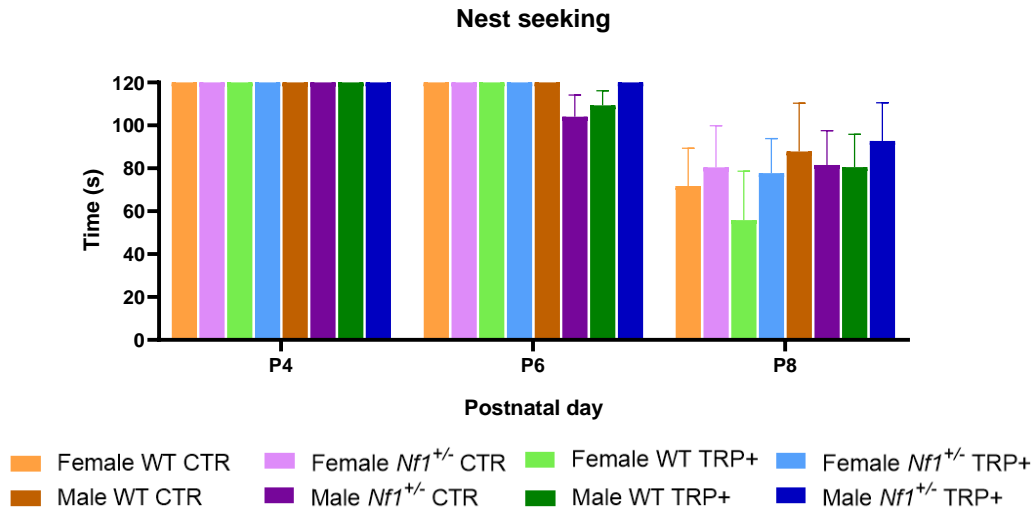 Nest seeking
120
100
80
60
40
20
0
Time (s)
P4 P6 P8
Postnatal day
Female WT CTR Female Nf1+/- CTR Female WT TRP+ Female Nf1+/- TRP+
Male WT CTR Male Nf1+/- CTR Male WT TRP+ Male Nf1+/- TRP+